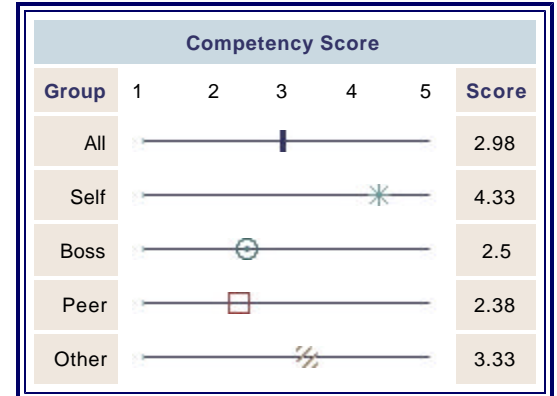 Competency Score
Group 1 2 3 4 5 Score
All 2.98
Self 4.33
Boss 2.5
Peer 2.38
Other 3.33